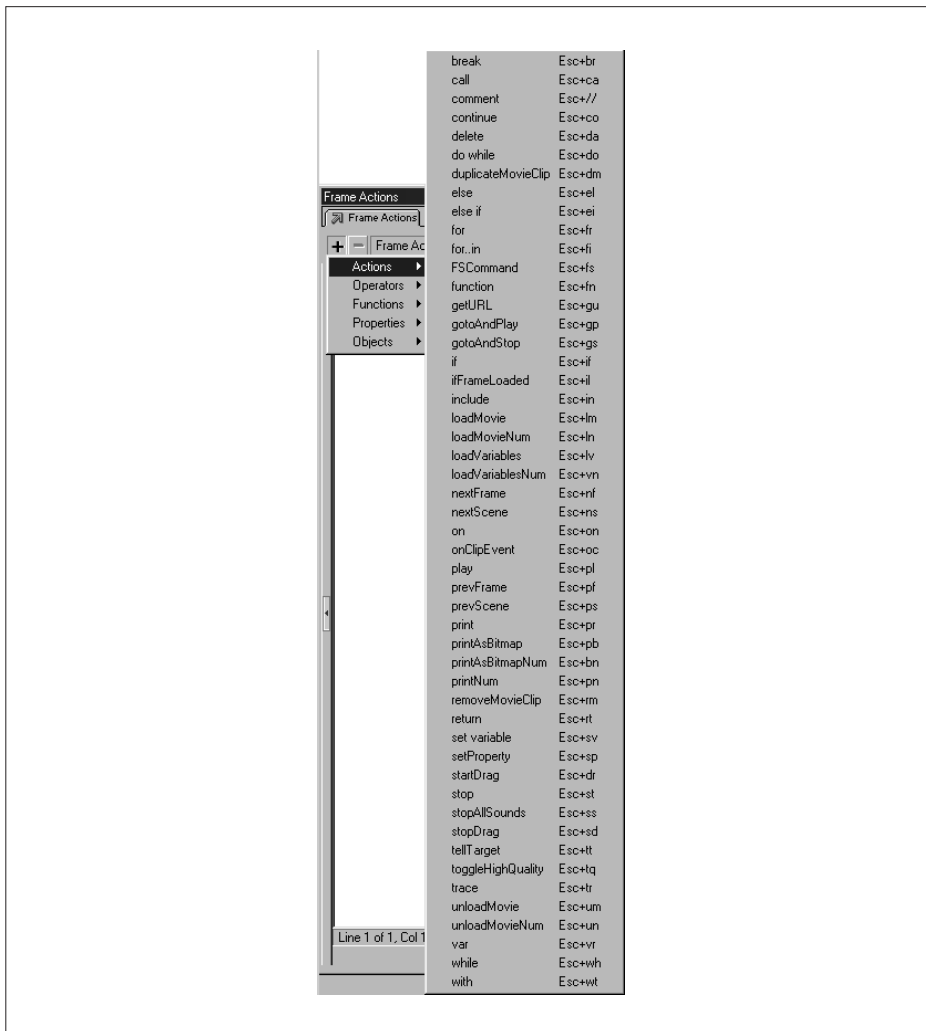 break Esc+br
call Esc+ca
comment Esc+//
continue Esc+co
delete Esc+da
do while Esc+do
duplicateMovieClip Esc+dm
else Esc+el
else if Esc+ei
for Esc+fr
for..in Esc+fi
FSCommand Esc+fs
function Esc+fn
getURL Esc+gu
gotoAndPlay Esc+gp
gotoAndStop Esc+gs
if Esc+if
ifFrameLoaded Esc+il
include Esc+in
loadMovie Esc+lm
loadMovieNum Esc+ln
loadVariables Esc+lv
loadVariablesNum Esc+vn
nextFrame Esc+nf
nextScene Esc+ns
on Esc+on
onClipEvent Esc+oc
play Esc+pl
prevFrame Esc+pf
prevScene Esc+ps
print Esc+pr
printAsBitmap Esc+pb
printAsBitmapNum Esc+bn
printNum Esc+pn
removeMovieClip Esc+rm
return Esc+rt
set variable Esc+sv
setProperty Esc+sp
startDrag Esc+dr
stop Esc+st
stopAllSounds Esc+ss
stopDrag Esc+sd
tellTarget Esc+tt
toggleHighQuality Esc+tq
trace Esc+tr
unloadMovie Esc+um
unloadMovieNum Esc+un
var Esc+vr
while Esc+wh
with Esc+wt
Frame Actions
Frame Actions
+ − Frame Ac
Actions
Operators
Functions
Properties
Objects
Line 1 of 1, Col 1